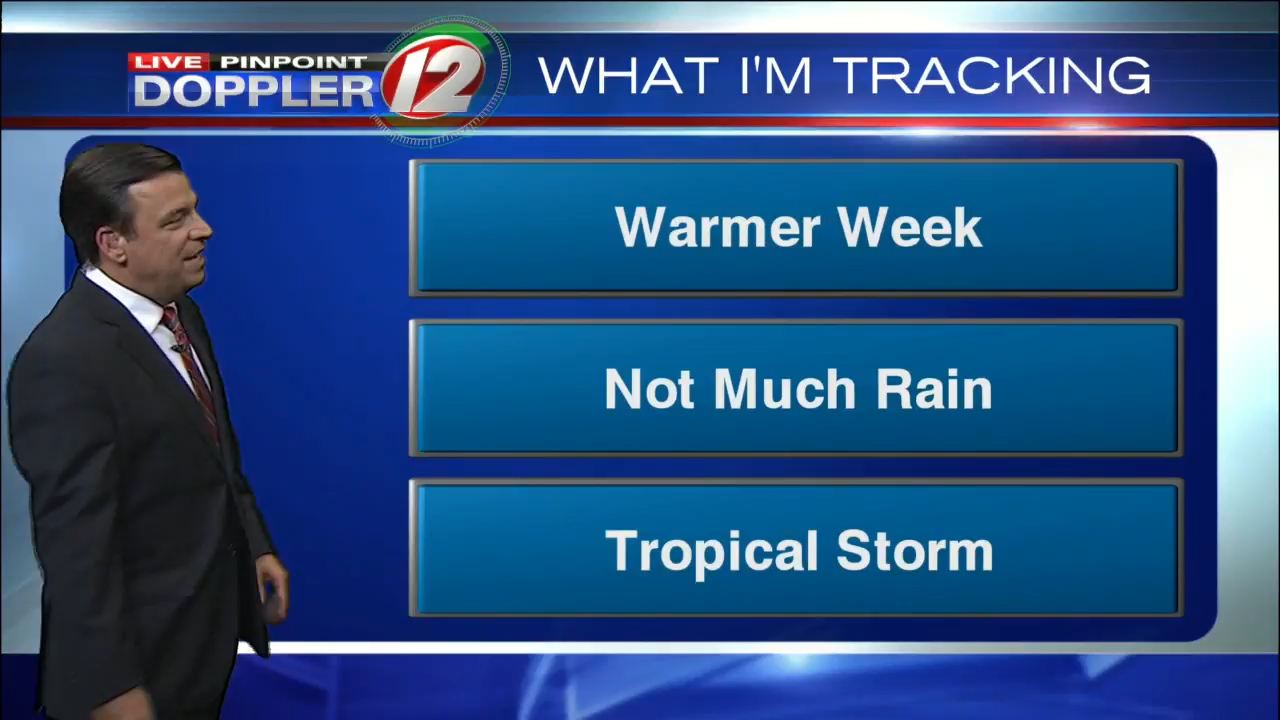 LIVE PINPOINT
DOPPLER 12
WHAT I'M TRACKING
Warmer Week
Not Much Rain
Tropical Storm